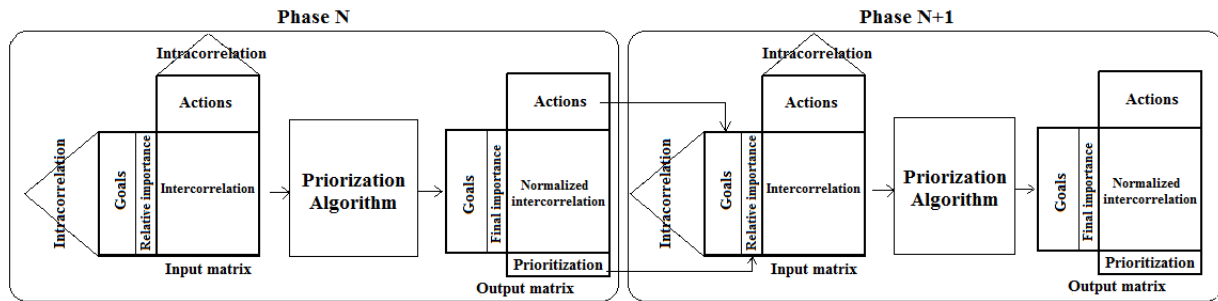 Phase N
Intracorrelation
Actions
Intracorrelation
Goals
Relative importance
Intercorrelation
Input matrix
Priorization
Algorithm
Actions
Goals
Final importance
Normalized
intercorrelation
Prioritization
Output matrix
Phase N+1
Intracorrelation
Actions
Intracorrelation
Goals
Relative importance
Intercorrelation
Input matrix
Priorization
Algorithm
Actions
Goals
Final importance
Normalized
intercorrelation
Prioritization
Output matrix